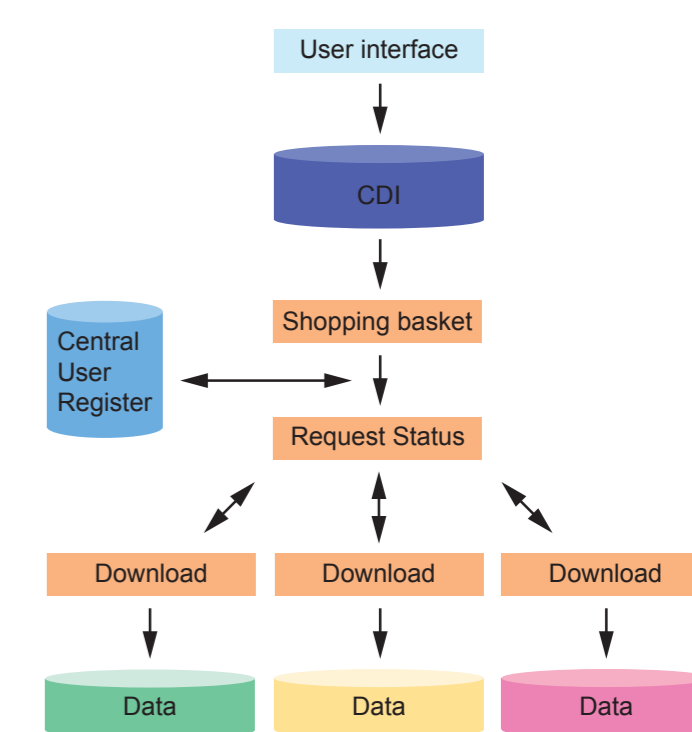 User interface
CDI
Shopping basket
Central
User
Register
Request Status
Download
Download
Download
Data
Data
Data